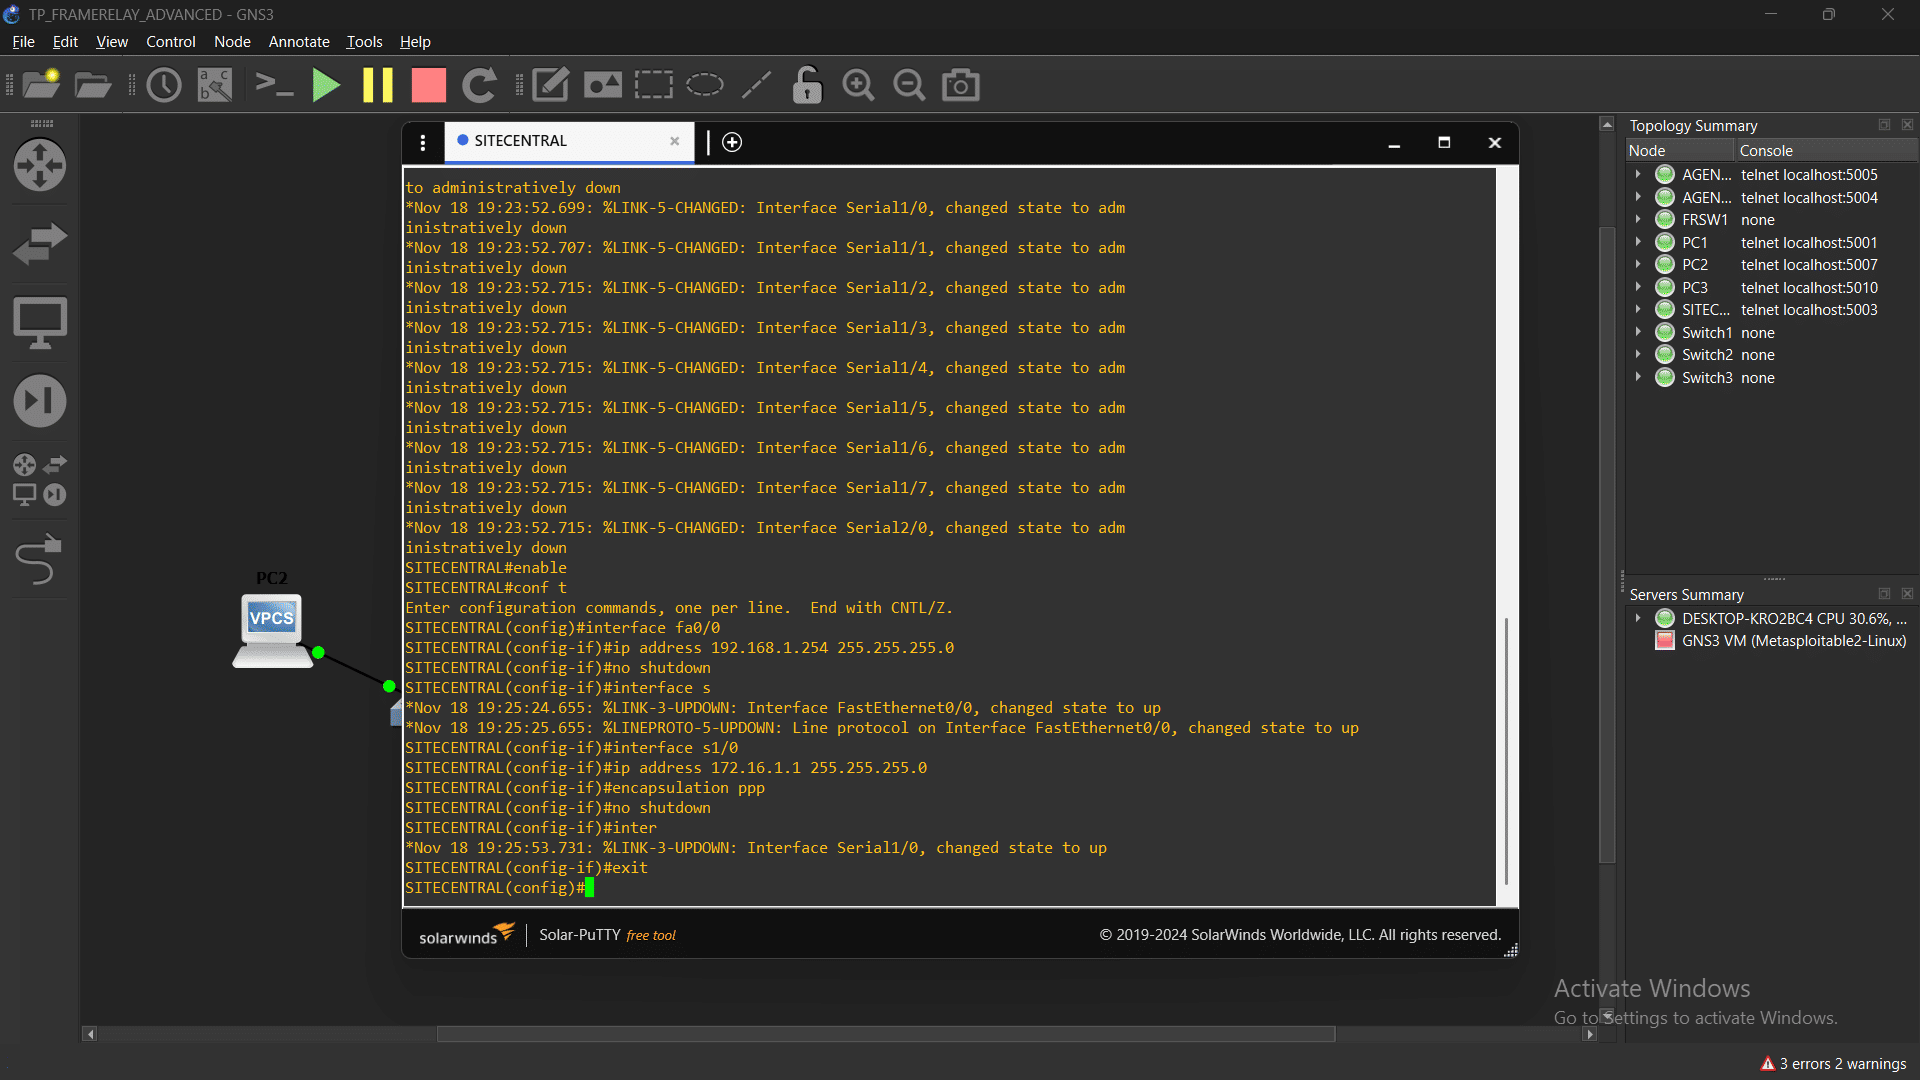 TP_FRAMERELAY_ADVANCED - GNS3
File Edit View Control Node Annotate Tools Help
SITECENTRAL
to administratively down
*Nov 18 19:23:52.699: %LINK-5-CHANGED: Interface Serial1/0, changed state to adm
inistratively down
*Nov 18 19:23:52.707: %LINK-5-CHANGED: Interface Serial1/1, changed state to adm
inistratively down
*Nov 18 19:23:52.715: %LINK-5-CHANGED: Interface Serial1/2, changed state to adm
inistratively down
*Nov 18 19:23:52.715: %LINK-5-CHANGED: Interface Serial1/3, changed state to adm
inistratively down
*Nov 18 19:23:52.715: %LINK-5-CHANGED: Interface Serial1/4, changed state to adm
inistratively down
*Nov 18 19:23:52.715: %LINK-5-CHANGED: Interface Serial1/5, changed state to adm
inistratively down
*Nov 18 19:23:52.715: %LINK-5-CHANGED: Interface Serial1/6, changed state to adm
inistratively down
*Nov 18 19:23:52.715: %LINK-5-CHANGED: Interface Serial1/7, changed state to adm
inistratively down
*Nov 18 19:23:52.715: %LINK-5-CHANGED: Interface Serial2/0, changed state to adm
inistratively down
SITECENTRAL#enable
SITECENTRAL#conf t
Enter configuration commands, one per line.  End with CNTL/Z.
SITECENTRAL(config)#interface fa0/0
SITECENTRAL(config-if)#ip address 192.168.1.254 255.255.255.0
SITECENTRAL(config-if)#no shutdown
SITECENTRAL(config-if)#interface s
*Nov 18 19:25:24.655: %LINK-3-UPDOWN: Interface FastEthernet0/0, changed state to up
*Nov 18 19:25:25.655: %LINEPROTO-5-UPDOWN: Line protocol on Interface FastEthernet0/0, changed state to up
SITECENTRAL(config-if)#interface s1/0
SITECENTRAL(config-if)#ip address 172.16.1.1 255.255.255.0
SITECENTRAL(config-if)#encapsulation ppp
SITECENTRAL(config-if)#no shutdown
SITECENTRAL(config-if)#inter
*Nov 18 19:25:53.731: %LINK-3-UPDOWN: Interface Serial1/0, changed state to up
SITECENTRAL(config-if)#exit
SITECENTRAL(config)#
solarwinds Solar-PuTTY free tool
© 2019-2024 SolarWinds Worldwide, LLC. All rights reserved.
PC2
VPCS
Topology Summary
Node Console
AGEN... telnet localhost:5005
AGEN... telnet localhost:5004
FRSW1 none
PC1 telnet localhost:5001
PC2 telnet localhost:5007
PC3 telnet localhost:5010
SITEC... telnet localhost:5003
Switch1 none
Switch2 none
Switch3 none
Servers Summary
DESKTOP-KRO2BC4 CPU 30.6%, ...
GNS3 VM (Metasploitable2-Linux)
Activate Windows
Go to Settings to activate Windows.
3 errors 2 warnings